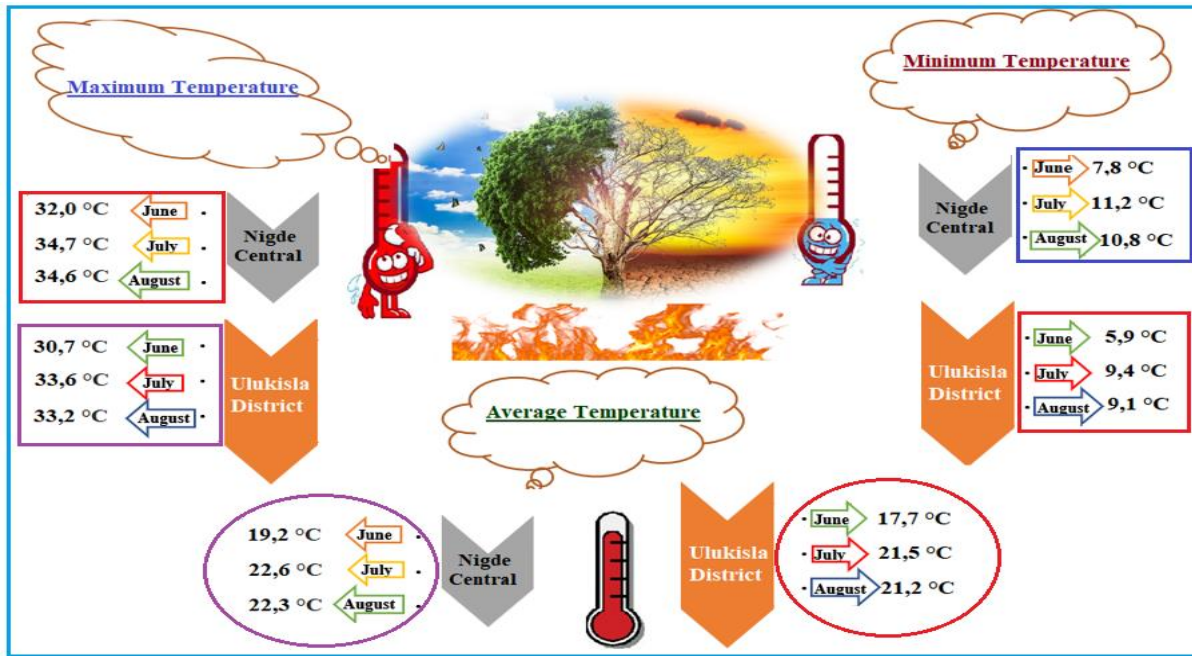 Maximum Temperature
32,0 °C June
34,7 °C July
34,6 °C August
Nigde
Central
30,7 °C June
33,6 °C July
33,2 °C August
Ulukisla
District
Minimum Temperature
Nigde
Central
June 7,8 °C
July 11,2 °C
August 10,8 °C
Ulukisla
District
June 5,9 °C
July 9,4 °C
August 9,1 °C
Average Temperature
19,2 °C June
22,6 °C July
22,3 °C August
Nigde
Central
Ulukisla
District
June 17,7 °C
July 21,5 °C
August 21,2 °C